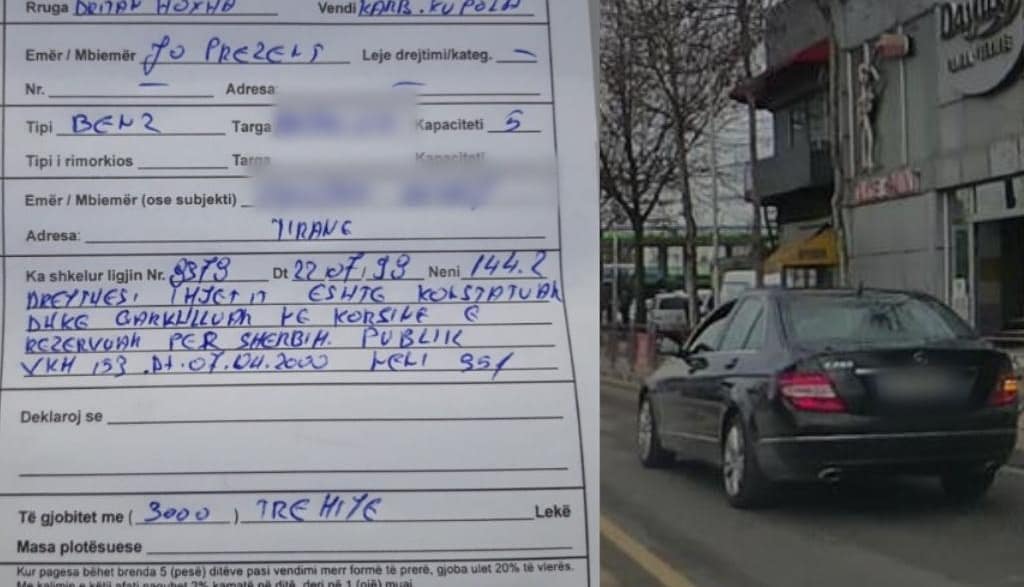 Rruga DRITAN HOXHA Vendi KARB. KUPOLA
Emër / Mbiemër JO PREZENT Leje drejtimi/kateg. —
Nr. — Adresa: —
Tipi BENZ Targa Kapaciteti 5
Tipi i rimorkios Targa Kapaciteti
Emër / Mbiemër (ose subjekti)
Adresa: TIRANE
Ka shkelur ligjin Nr. 8379 Dt 22.07.98 Neni 144.2
DREJTUESI I MJETIT ESHTE KONSTATUAR
DUKE QARKULLUAR NE KORSINE E
REZERVUAR PER SHERBIM PUBLIK
VKM 153 .Dt.07.04.2000 NENI 95/
Deklaroj se
Të gjobitet me ( 3000 ) TRE MIJE Lekë
Masa plotësuese
Kur pagesa bëhet brenda 5 (pesë) ditëve pasi vendimi merr formë të prerë, gjoba ulet 20% të vlerës.